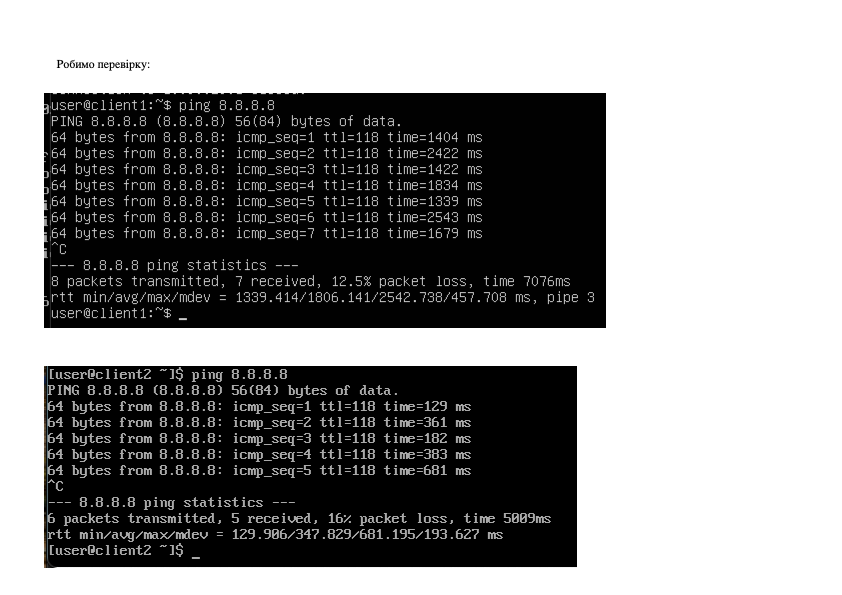 Робимо перевірку:
user@client1:~$ ping 8.8.8.8
PING 8.8.8.8 (8.8.8.8) 56(84) bytes of data.
64 bytes from 8.8.8.8: icmp_seq=1 ttl=118 time=1404 ms
64 bytes from 8.8.8.8: icmp_seq=2 ttl=118 time=2422 ms
64 bytes from 8.8.8.8: icmp_seq=3 ttl=118 time=1422 ms
64 bytes from 8.8.8.8: icmp_seq=4 ttl=118 time=1834 ms
64 bytes from 8.8.8.8: icmp_seq=5 ttl=118 time=1339 ms
64 bytes from 8.8.8.8: icmp_seq=6 ttl=118 time=2543 ms
64 bytes from 8.8.8.8: icmp_seq=7 ttl=118 time=1679 ms
^C
--- 8.8.8.8 ping statistics ---
8 packets transmitted, 7 received, 12.5% packet loss, time 7076ms
rtt min/avg/max/mdev = 1339.414/1806.141/2542.738/457.708 ms, pipe 3
user@client1:~$ _
[user@client2 ~]$ ping 8.8.8.8
PING 8.8.8.8 (8.8.8.8) 56(84) bytes of data.
64 bytes from 8.8.8.8: icmp_seq=1 ttl=118 time=129 ms
64 bytes from 8.8.8.8: icmp_seq=2 ttl=118 time=361 ms
64 bytes from 8.8.8.8: icmp_seq=3 ttl=118 time=182 ms
64 bytes from 8.8.8.8: icmp_seq=4 ttl=118 time=383 ms
64 bytes from 8.8.8.8: icmp_seq=5 ttl=118 time=681 ms
^C
--- 8.8.8.8 ping statistics ---
6 packets transmitted, 5 received, 16% packet loss, time 5009ms
rtt min/avg/max/mdev = 129.906/347.829/681.195/193.627 ms
[user@client2 ~]$ _